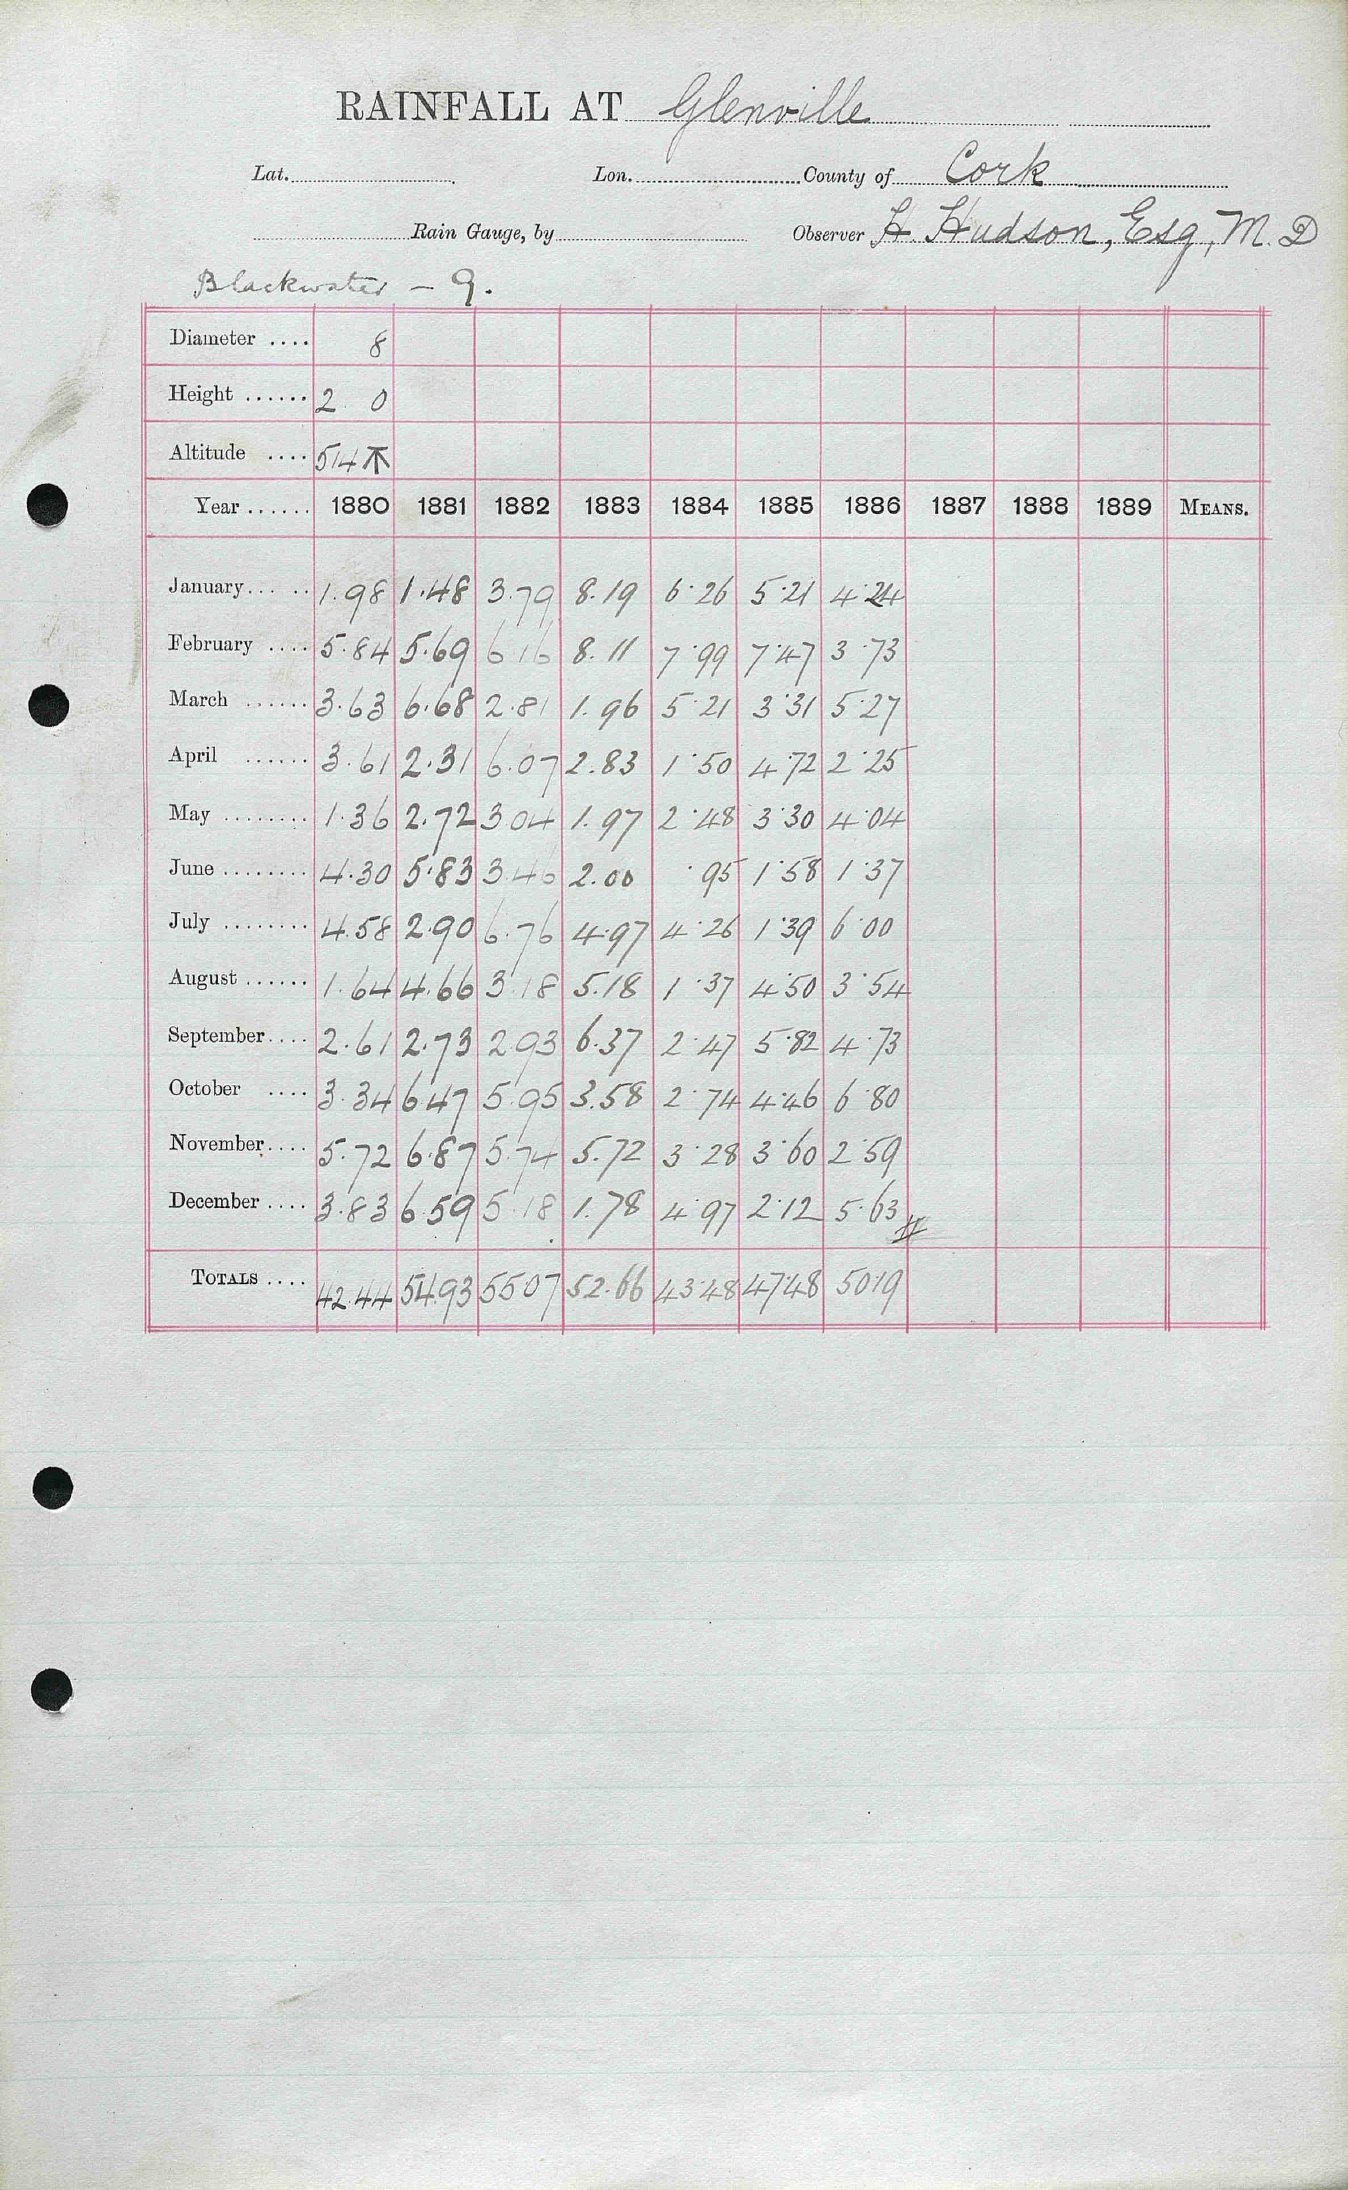 RAINFALL AT Glenville
Lat. Lon. County of Cork
Rain Gauge, by Observer H Hudson, Esq, M.D
Blackwater – 9.
Diameter .... 8
Height ...... 2 0
Altitude .... 514
Year ...... 1880 1881 1882 1883 1884 1885 1886 1887 1888 1889 MEANS.
January ..... 1.98 1.48 3.79 8.19 6.26 5.21 4.24
February .... 5.84 5.69 6 16 8.11 7.99 7.47 3.73
March ...... 3.63 6.68 2.81 1.96 5.21 3.31 5.27
April ...... 3.61 2.31 6.07 2.83 1.50 4.72 2.25
May ........ 1.36 2.72 3 04 1.97 2.48 3.30 4.04
June ........ 4.30 5.83 3.46 2.00 .95 1.58 1.37
July ........ 4.58 2.90 6.76 4.97 4.26 1.39 6.00
August ...... 1.64 4.66 3.18 5.18 1.37 4.50 3.54
September .... 2.61 2.73 2.93 6.37 2.47 5.82 4.73
October .... 3.34 6.47 5.95 3.58 2.74 4.46 6.80
November .... 5.72 6.87 5.74 5.72 3.28 3.60 2.59
December .... 3.83 6.59 5.18 1.78 4.97 2.12 5.63
TOTALS .... 42.44 54.93 55 07 52.66 43.48 47.48 50.19